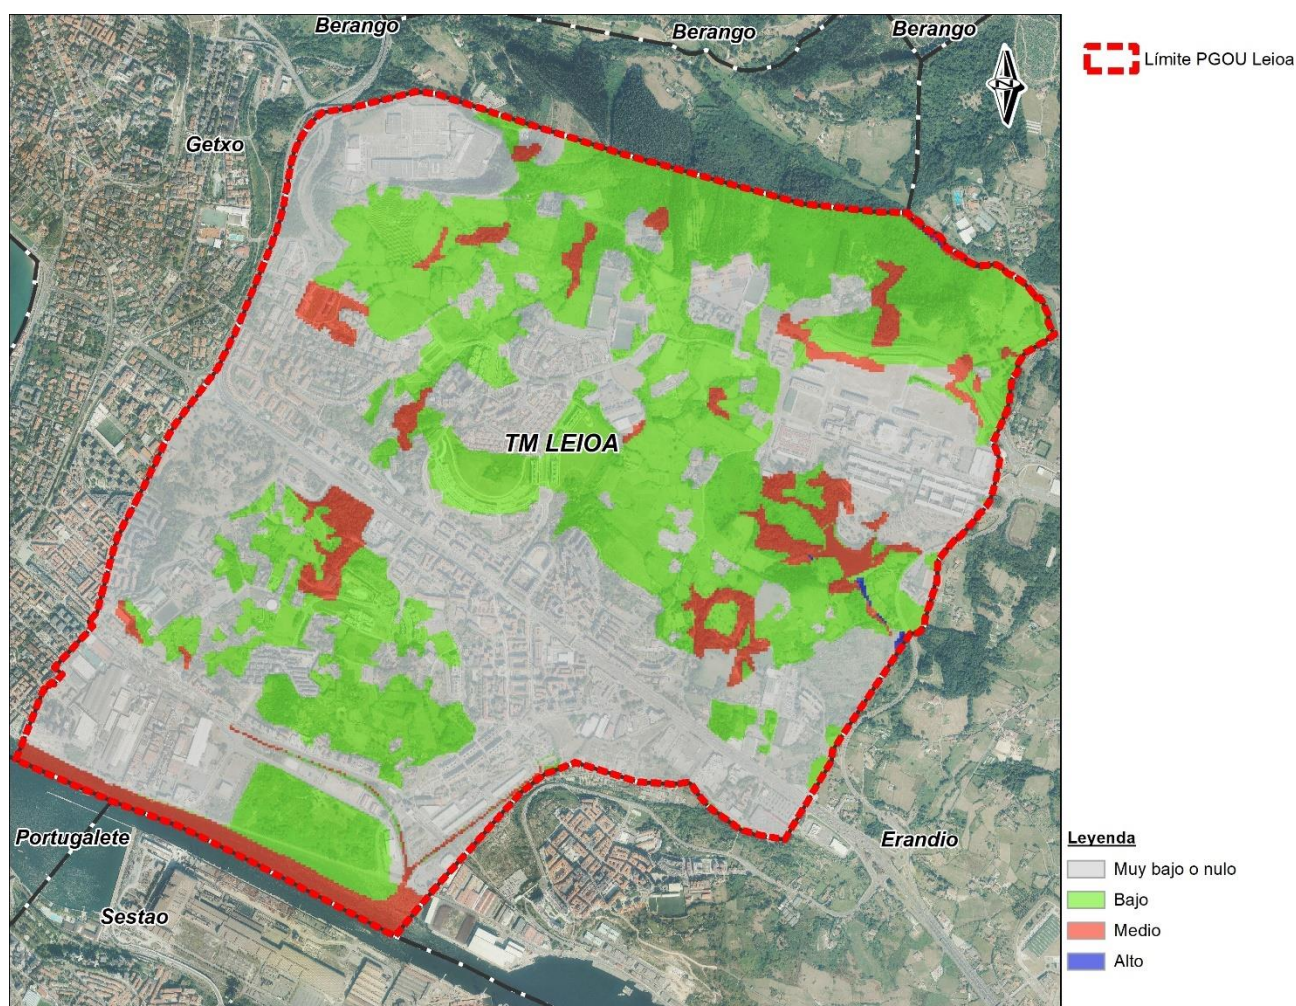 Berango
Berango
Berango
Límite PGOU Leioa
N
Getxo
TM LEIOA
Portugalete
Erandio
Sestao
Leyenda
Muy bajo o nulo
Bajo
Medio
Alto